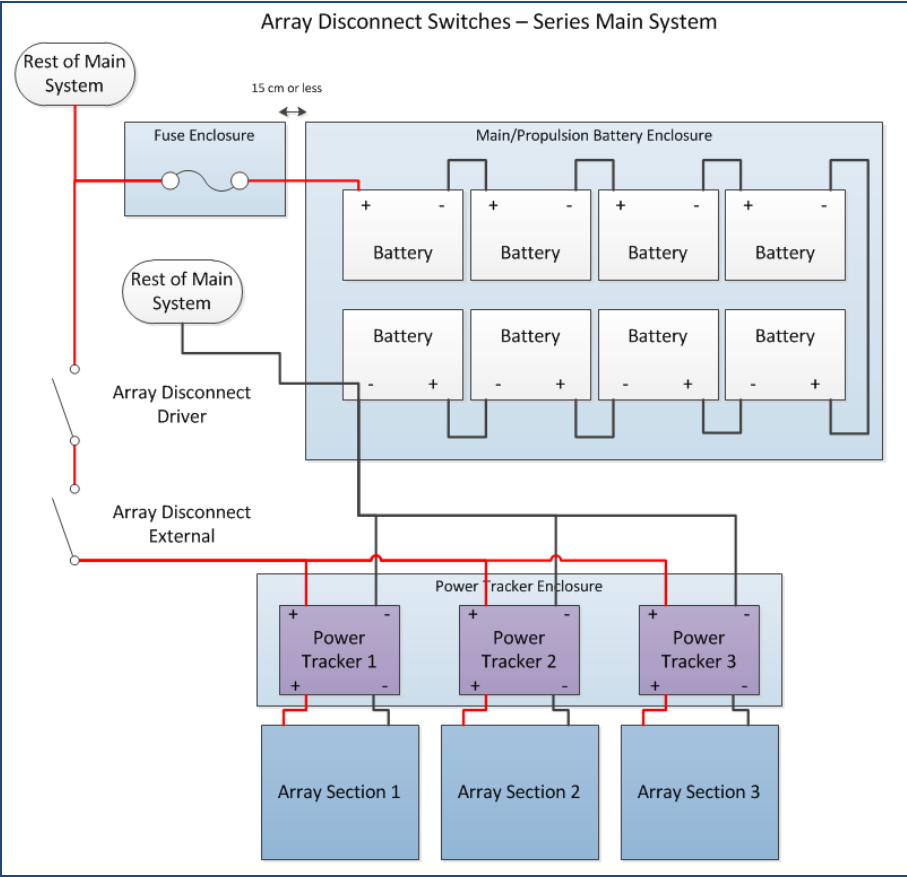 Array Disconnect Switches – Series Main System
Rest of Main
System
15 cm or less
Fuse Enclosure
Main/Propulsion Battery Enclosure
+ - + - + - + -
Battery Battery Battery Battery
Rest of Main
System
Battery Battery Battery Battery
- + - + - + - +
Array Disconnect
Driver
Array Disconnect
External
Power Tracker Enclosure
+ - + - + -
Power
Tracker 1
Power
Tracker 2
Power
Tracker 3
+ - + - + -
Array Section 1
Array Section 2
Array Section 3